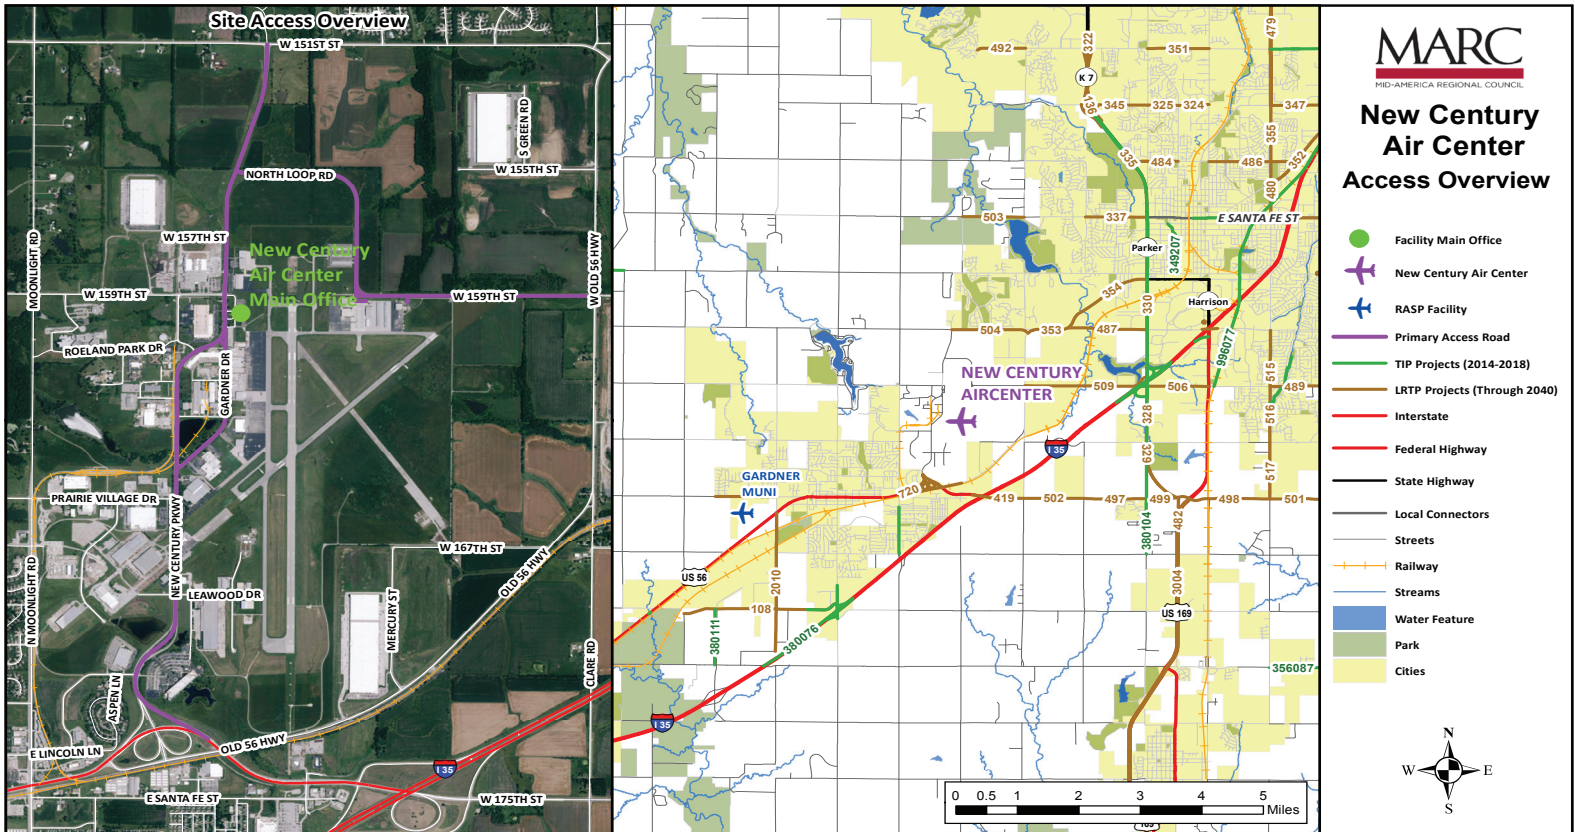 Site Access Overview
W 151ST ST
S GREEN RD
W 155TH ST
NORTH LOOP RD
W 157TH ST
MOONLIGHT RD
W OLD 56 HWY
New Century
Air Center
Main Office
W 159TH ST
W 159TH ST
ROELAND PARK DR
GARDNER DR
PRAIRIE VILLAGE DR
NEW CENTURY PKWY
W 167TH ST
OLD 56 HWY
N MOONLIGHT RD
LEAWOOD DR
MERCURY ST
CLARE RD
ASPEN LN
E LINCOLN LN
OLD 56 HWY
I 35
E SANTA FE ST
W 175TH ST
492
322
351
479
K 7
136
345
325
324
347
355
352
335
484
486
480
503
337
E SANTA FE ST
Parker
349207
354
330
Harrison
504
353
487
996077
NEW CENTURY
AIRCENTER
509
506
515
489
328
516
I 35
329
517
GARDNER
MUNI
720
419
502
497
499
498
501
482
380104
US 56
2010
3004
108
US 169
380111
380076
356087
I 35
0 0.5 1 2 3 4 5
Miles
169
MARC
MID-AMERICA REGIONAL COUNCIL
New Century
Air Center
Access Overview
Facility Main Office
New Century Air Center
RASP Facility
Primary Access Road
TIP Projects (2014-2018)
LRTP Projects (Through 2040)
Interstate
Federal Highway
State Highway
Local Connectors
Streets
Railway
Streams
Water Feature
Park
Cities
N
W E
S